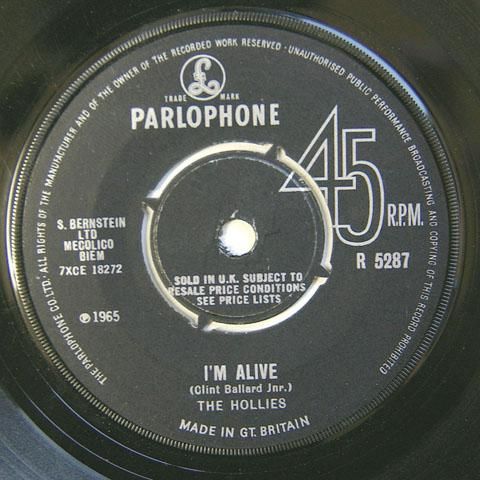 THE PARLOPHONE CO.LTD. ALL RIGHTS OF THE MANUFACTURER AND OF THE OWNER OF THE RECORDED WORK RESERVED · UNAUTHORISED PUBLIC PERFORMANCE BROADCASTING AND COPYING OF THIS RECORD PROHIBITED
£
TRADE MARK
PARLOPHONE
45
R.P.M.
R 5287
S. BERNSTEIN
LTD
MECOLICO
BIEM
7XCE 18272
℗ 1965
SOLD IN U.K. SUBJECT TO
RESALE PRICE CONDITIONS
SEE PRICE LISTS
I'M ALIVE
(Clint Ballard Jnr.)
THE HOLLIES
MADE IN GT. BRITAIN